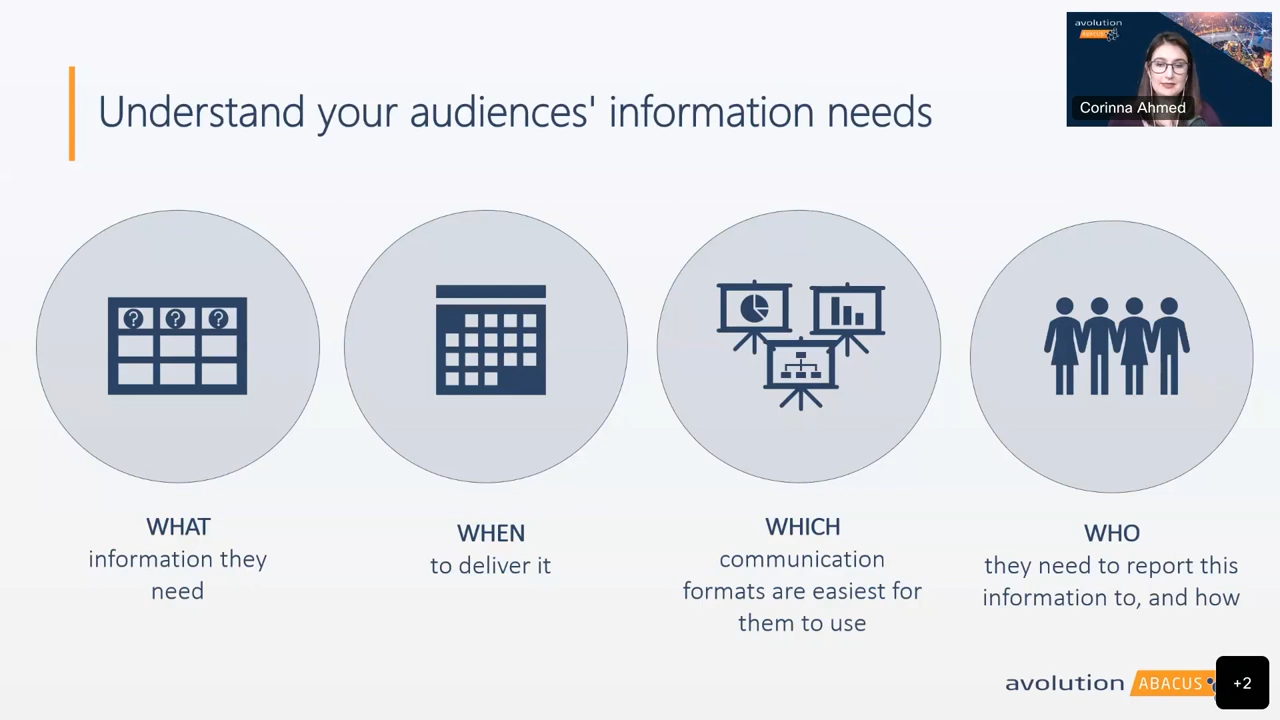 avolution
ABACUS
Corinna Ahmed
Understand your audiences' information needs
? ? ?
WHAT
information they
need
WHEN
to deliver it
WHICH
communication
formats are easiest for
them to use
WHO
they need to report this
information to, and how
avolution ABACUS
+2